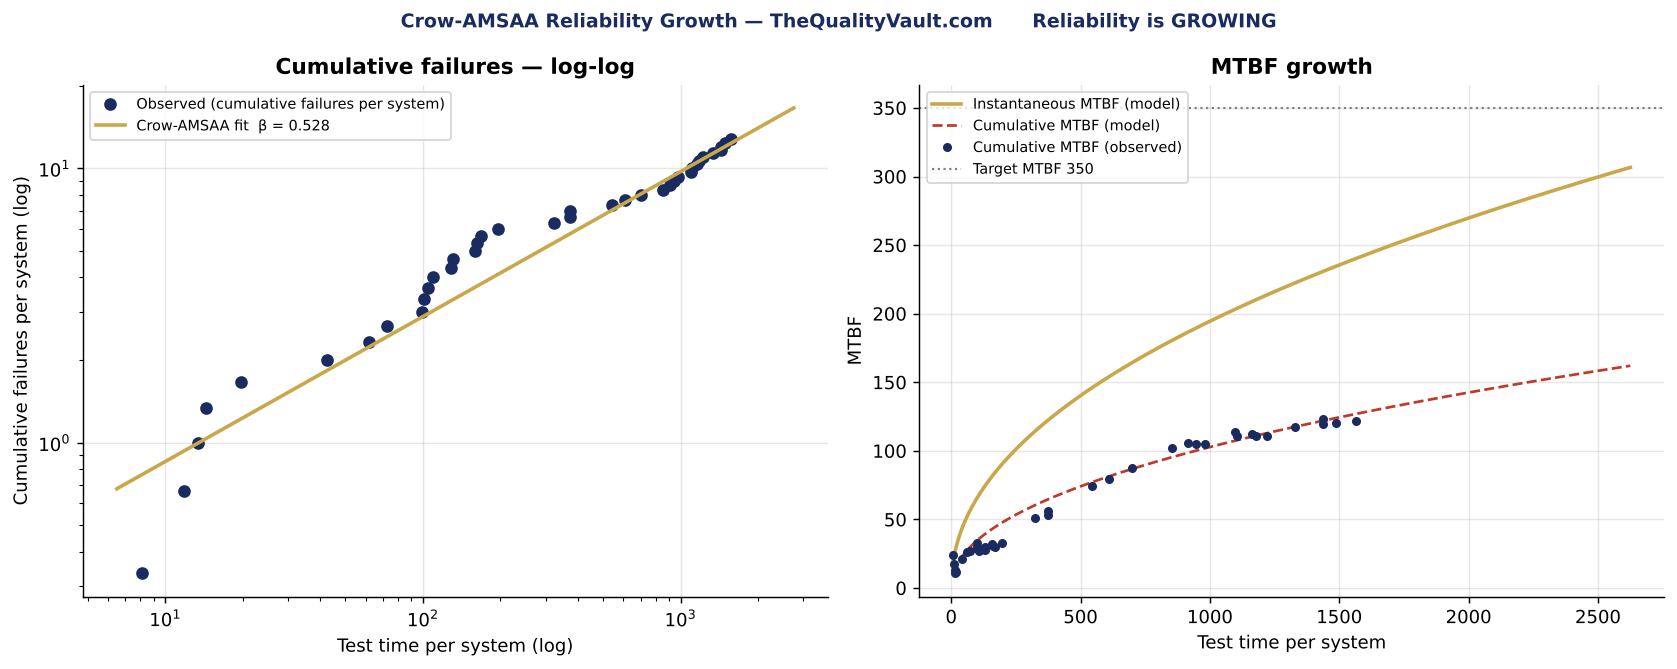 Crow-AMSAA Reliability Growth — TheQualityVault.com Reliability is GROWING
Cumulative failures — log-log
Observed (cumulative failures per system)
Crow-AMSAA fit β = 0.528
Cumulative failures per system (log)
10¹
10⁰
10¹
10²
10³
Test time per system (log)
MTBF growth
Instantaneous MTBF (model)
Cumulative MTBF (model)
Cumulative MTBF (observed)
Target MTBF 350
MTBF
350
300
250
200
150
100
50
0
0
500
1000
1500
2000
2500
Test time per system